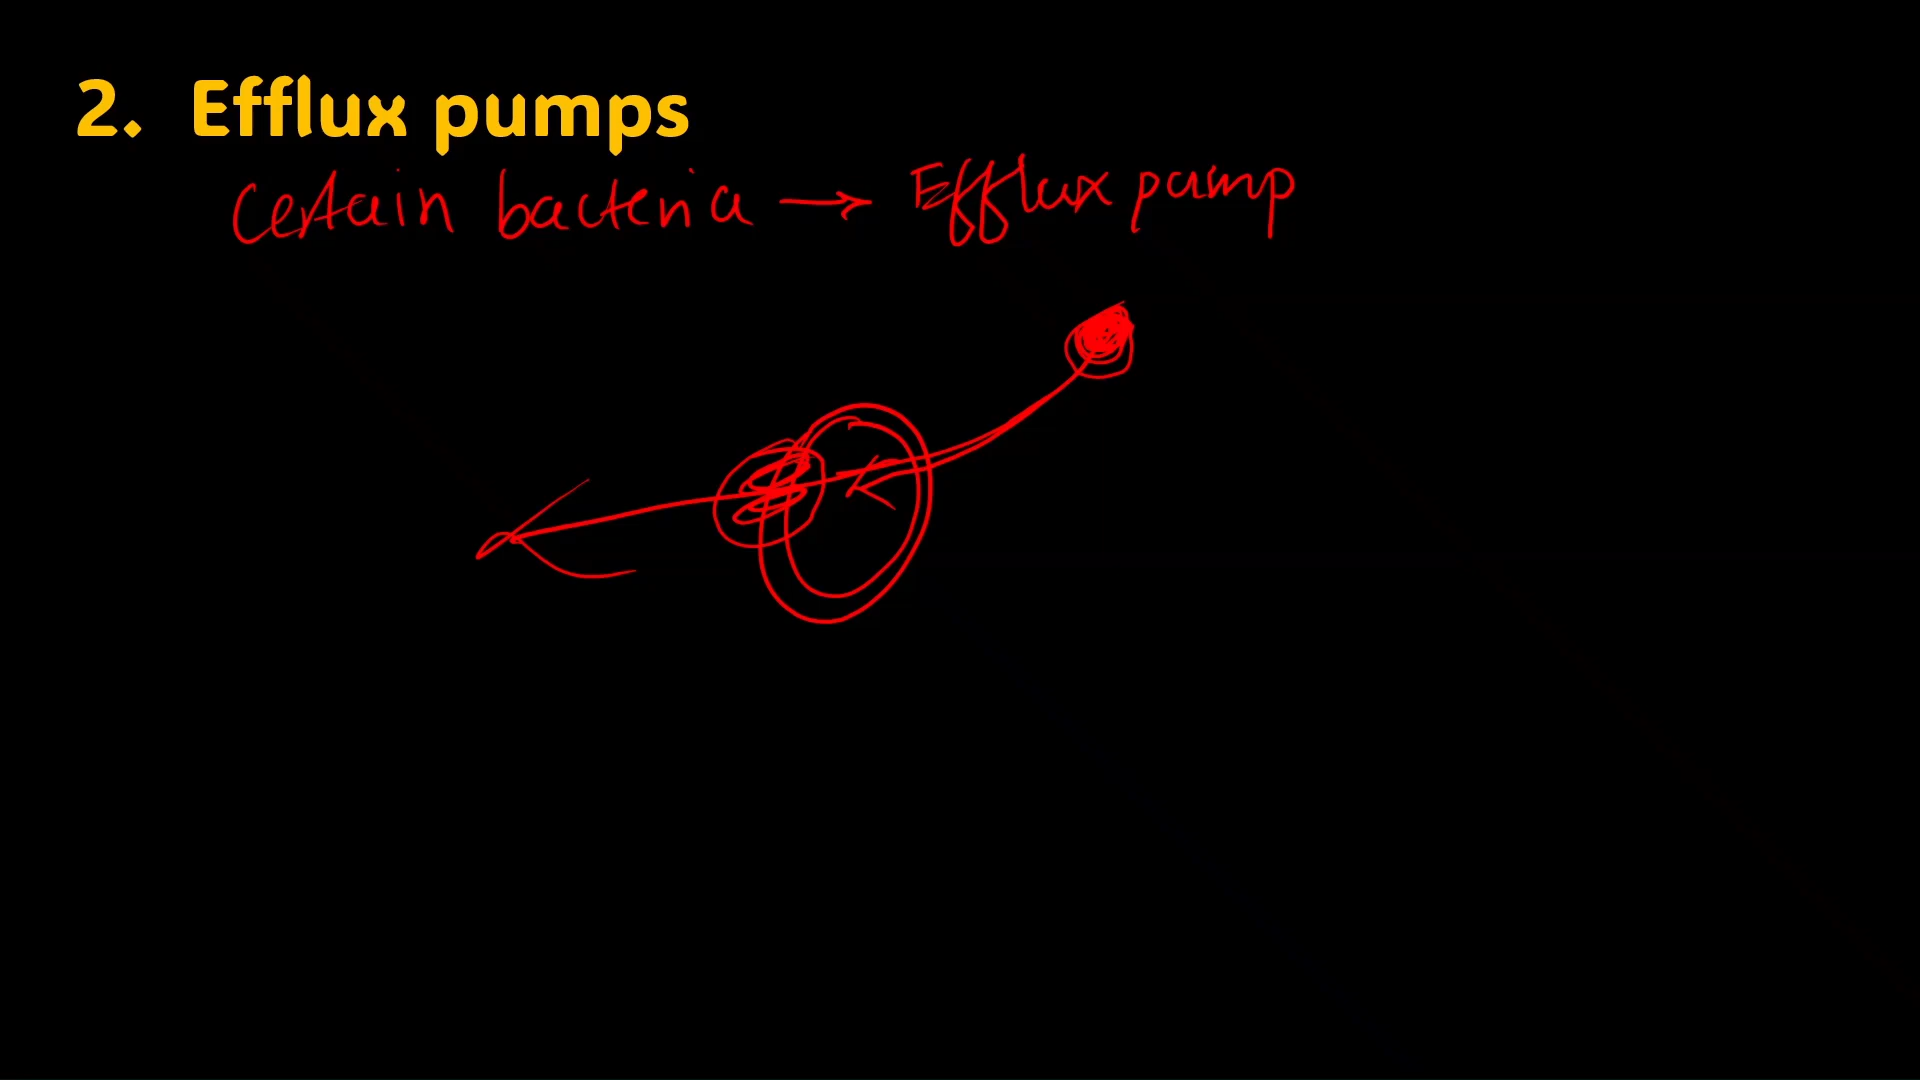 2. Efflux pumps
Certain bacteria → Efflux pump